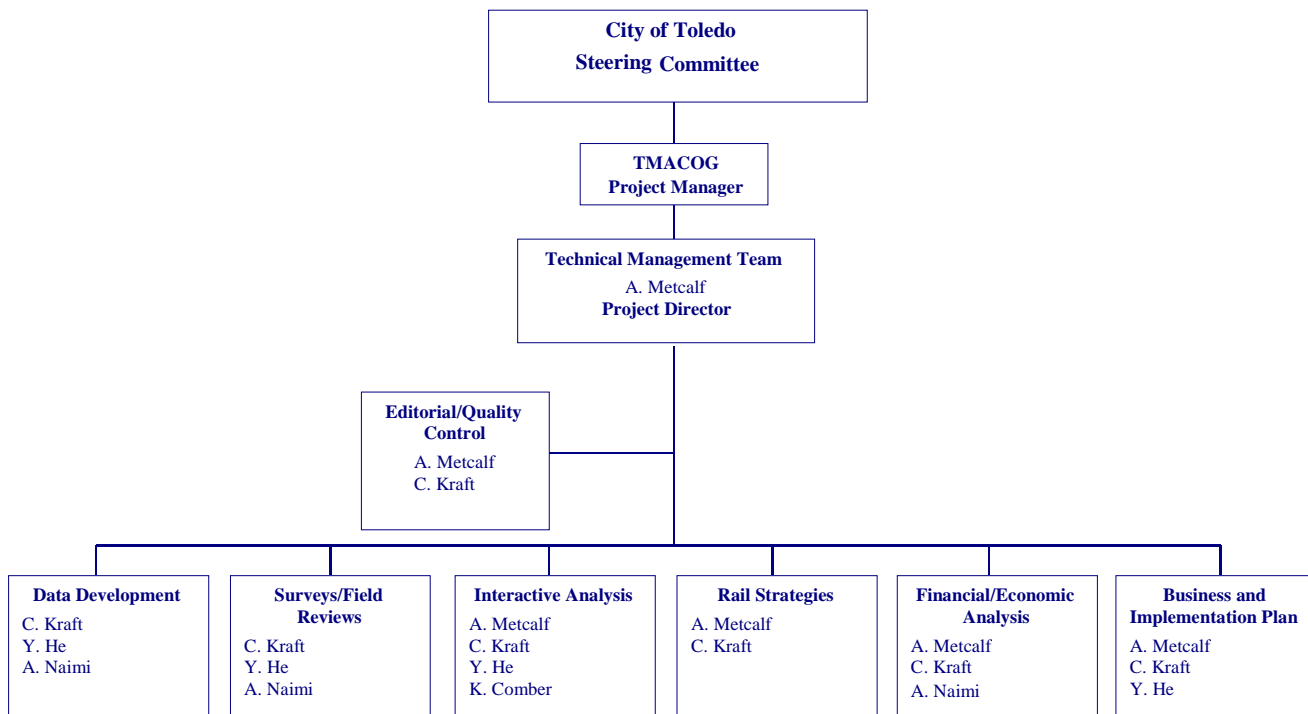 City of Toledo
Steering Committee
TMACOG
Project Manager
Technical Management Team
A. Metcalf
Project Director
Editorial/Quality
Control
A. Metcalf
C. Kraft
Data Development
C. Kraft
Y. He
A. Naimi
Surveys/Field
Reviews
C. Kraft
Y. He
A. Naimi
Interactive Analysis
A. Metcalf
C. Kraft
Y. He
K. Comber
Rail Strategies
A. Metcalf
C. Kraft
Financial/Economic
Analysis
A. Metcalf
C. Kraft
A. Naimi
Business and
Implementation Plan
A. Metcalf
C. Kraft
Y. He